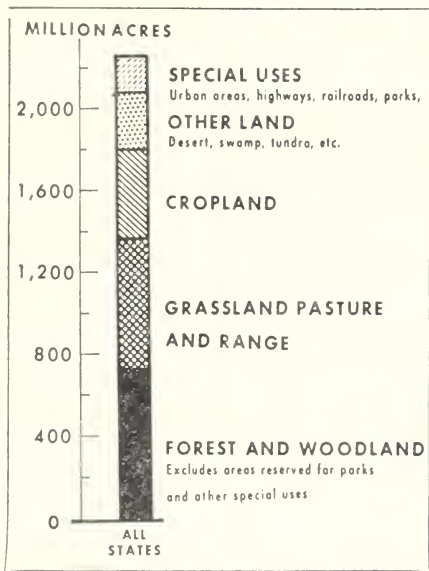 MILLION ACRES
SPECIAL USES
Urban areas, highways, railroads, parks,
2,000
OTHER LAND
Desert, swamp, tundra, etc.
1,600
CROPLAND
1,200
GRASSLAND PASTURE
AND RANGE
800
400
FOREST AND WOODLAND
Excludes areas reserved for parks
and other special uses
0
ALL
STATES